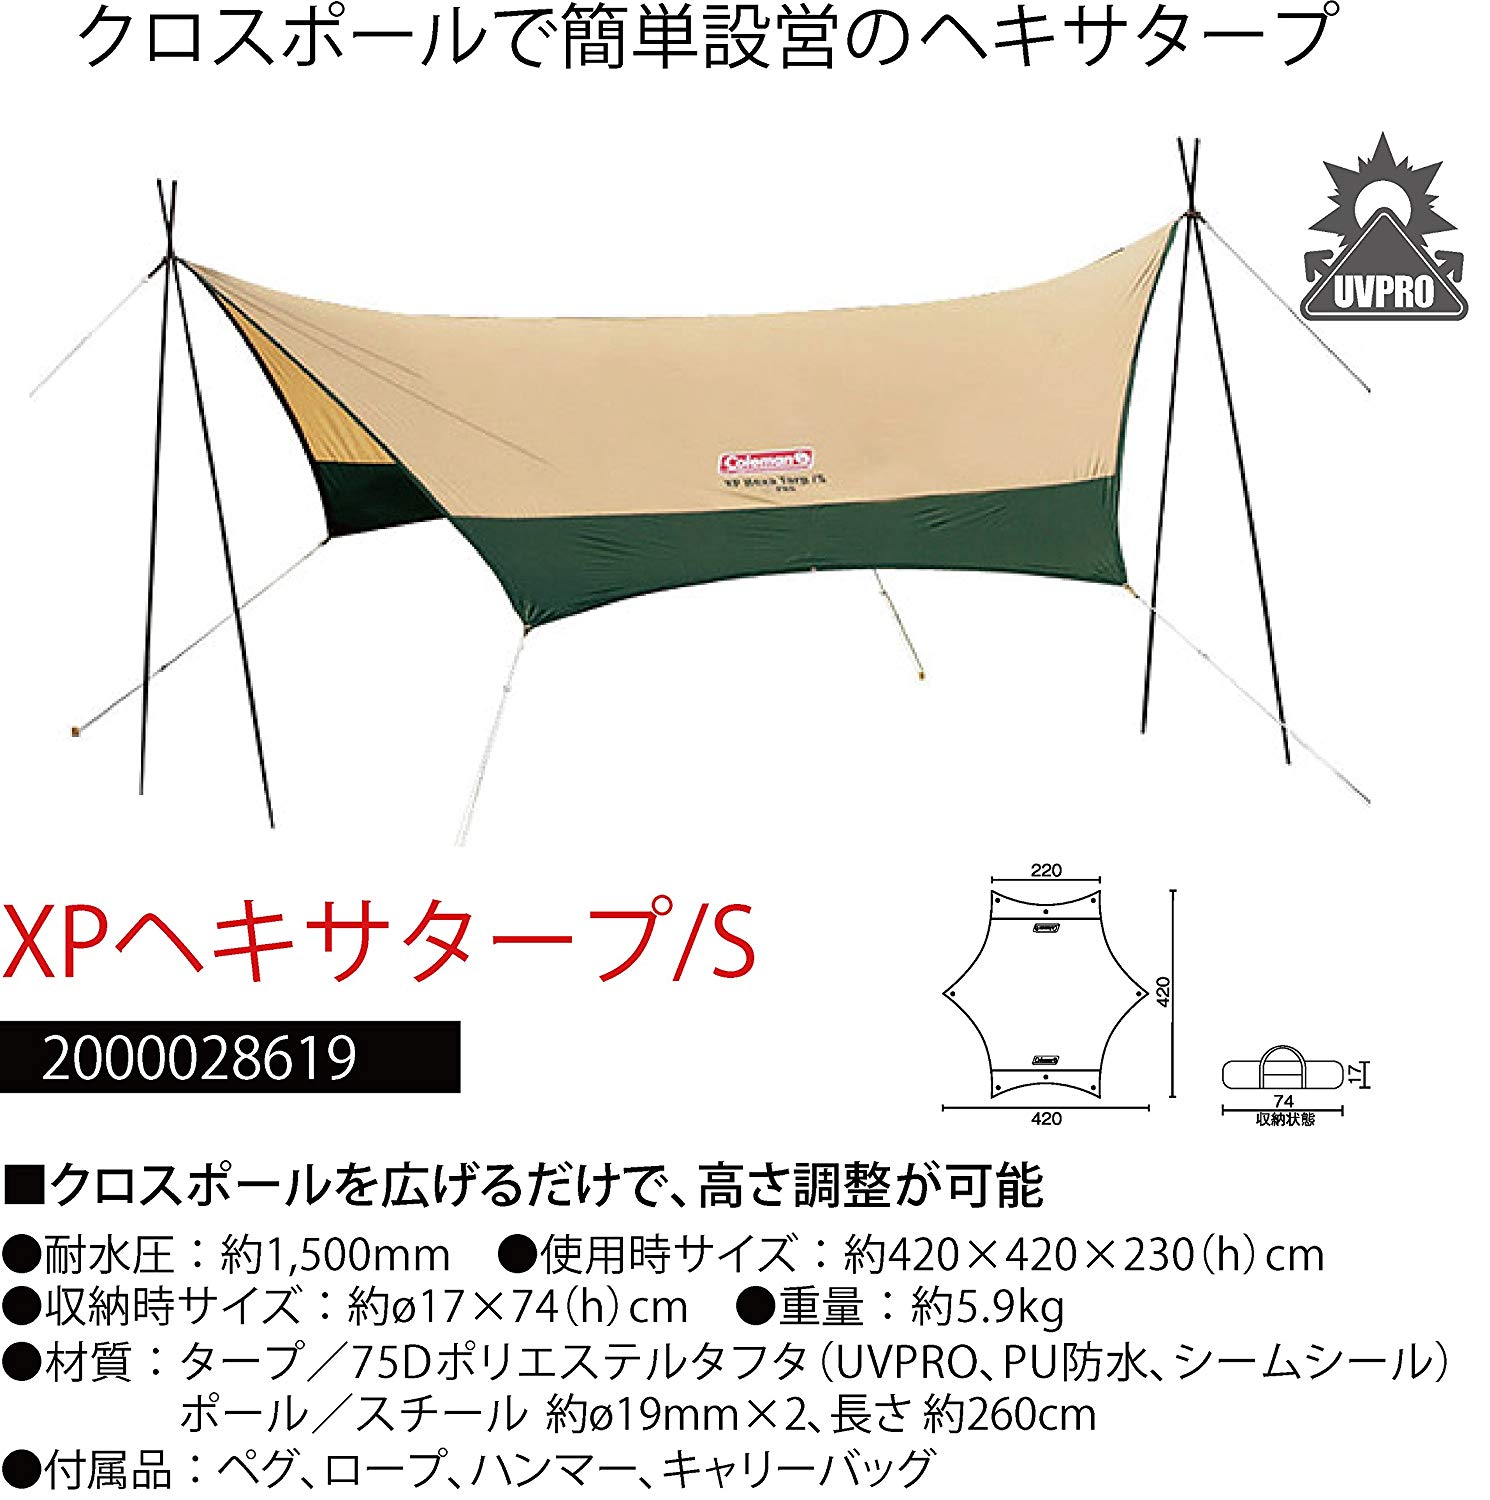 クロスポールで簡単設営のヘキサタープ
UVPRO
Coleman
XP Hexa Tarp /S
XPヘキサタープ/S
2000028619
220
Coleman
420
Coleman
420
17
74
収納状態
■クロスポールを広げるだけで、高さ調整が可能
●耐水圧：約1,500mm　●使用時サイズ：約420×420×230(h)cm
●収納時サイズ：約ø17×74(h)cm　●重量：約5.9kg
●材質：タープ／75Dポリエステルタフタ(UVPRO、PU防水、シームシール)
ポール／スチール 約ø19mm×2、長さ 約260cm
●付属品：ペグ、ロープ、ハンマー、キャリーバッグ